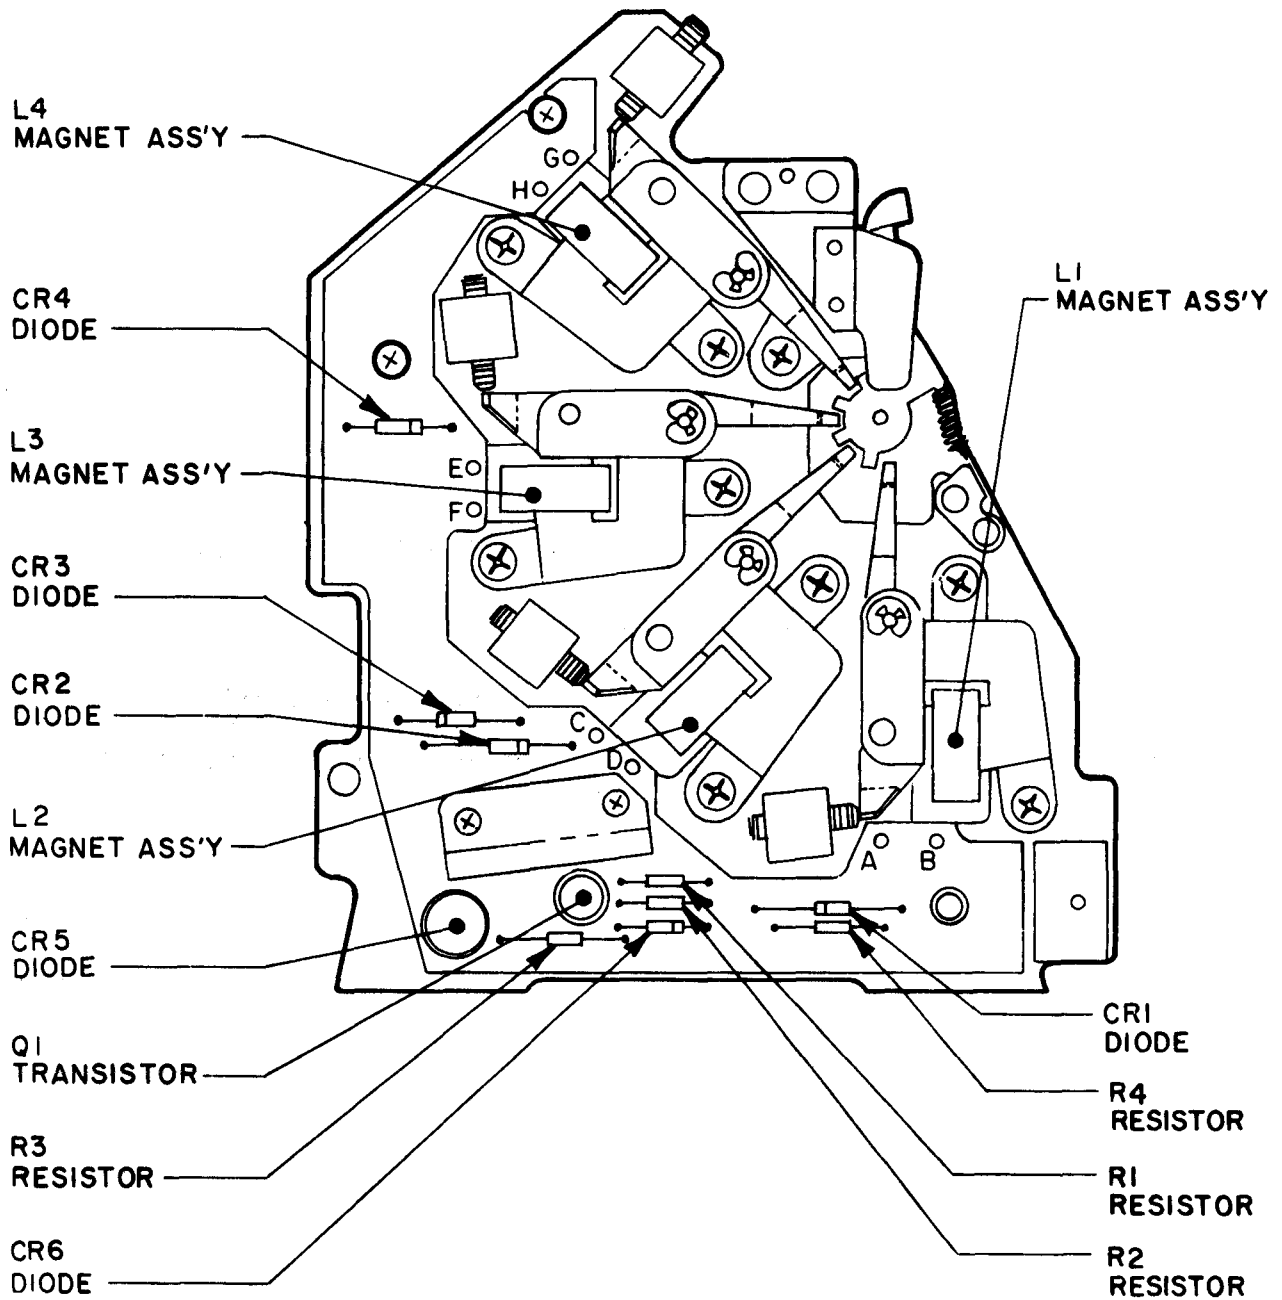 L4
MAGNET ASS'Y
G
H
CR4
DIODE
L1
MAGNET ASS'Y
L3
MAGNET ASS'Y
E
F
CR3
DIODE
CR2
DIODE
C
D
L2
MAGNET ASS'Y
A B
CR5
DIODE
Q1
TRANSISTOR
R3
RESISTOR
CR6
DIODE
CR1
DIODE
R4
RESISTOR
R1
RESISTOR
R2
RESISTOR